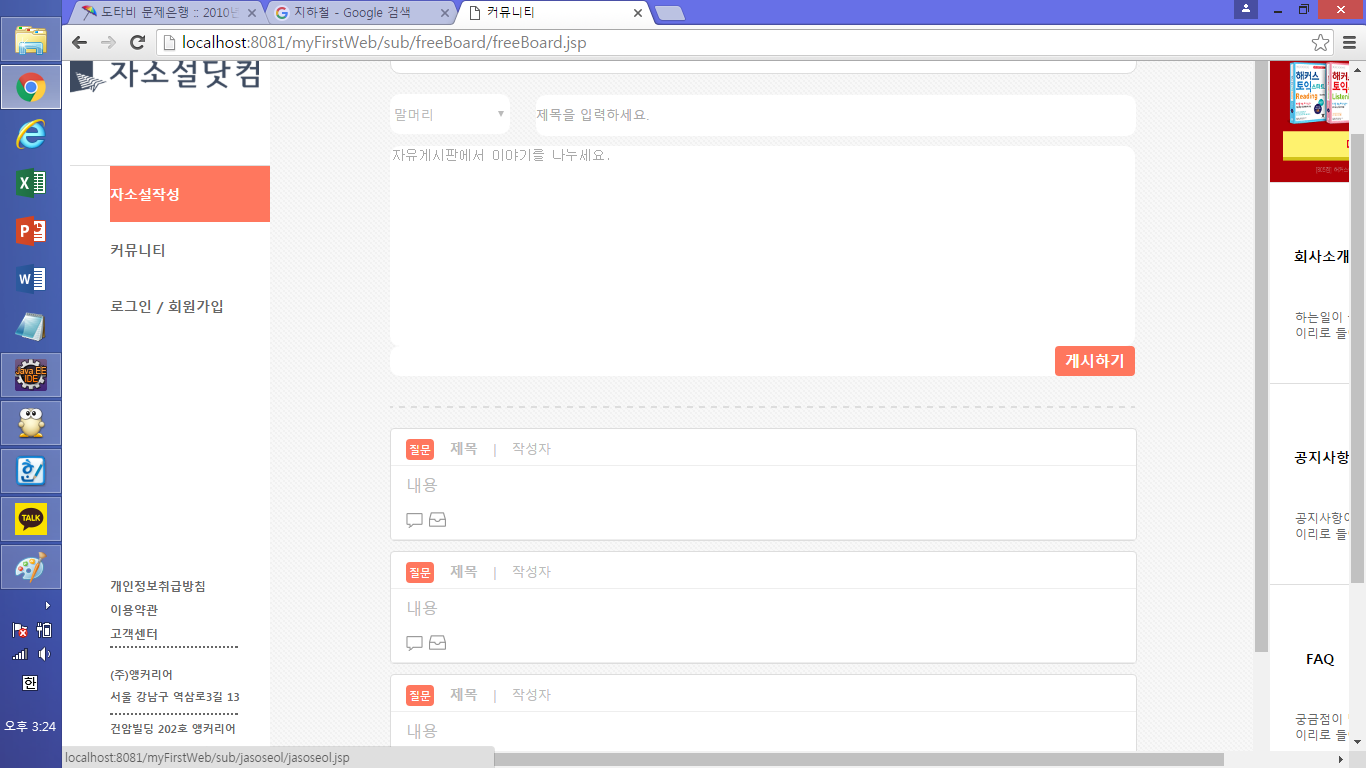 도타비 문제은행 :: 2010년
지하철 - Google 검색
커뮤니티
localhost:8081/myFirstWeb/sub/freeBoard/freeBoard.jsp
자소설닷컴
자소설작성
커뮤니티
로그인 / 회원가입
개인정보취급방침
이용약관
고객센터
(주)앵커리어
서울 강남구 역삼로3길 13
건암빌딩 202호 앵커리어
말머리
제목을 입력하세요.
자유게시판에서 이야기를 나누세요.
게시하기
질문 제목 | 작성자
내용
질문 제목 | 작성자
내용
질문 제목 | 작성자
내용
해커스
토익스타트
Reading
해커
토익
Listeni
회사소개
하는일이
이리로 들
공지사항
공지사항이
이리로 들
FAQ
궁금점이
이리로 들
Java EE
IDE
TALK
한
오후 3:24
localhost:8081/myFirstWeb/sub/jasoseol/jasoseol.jsp